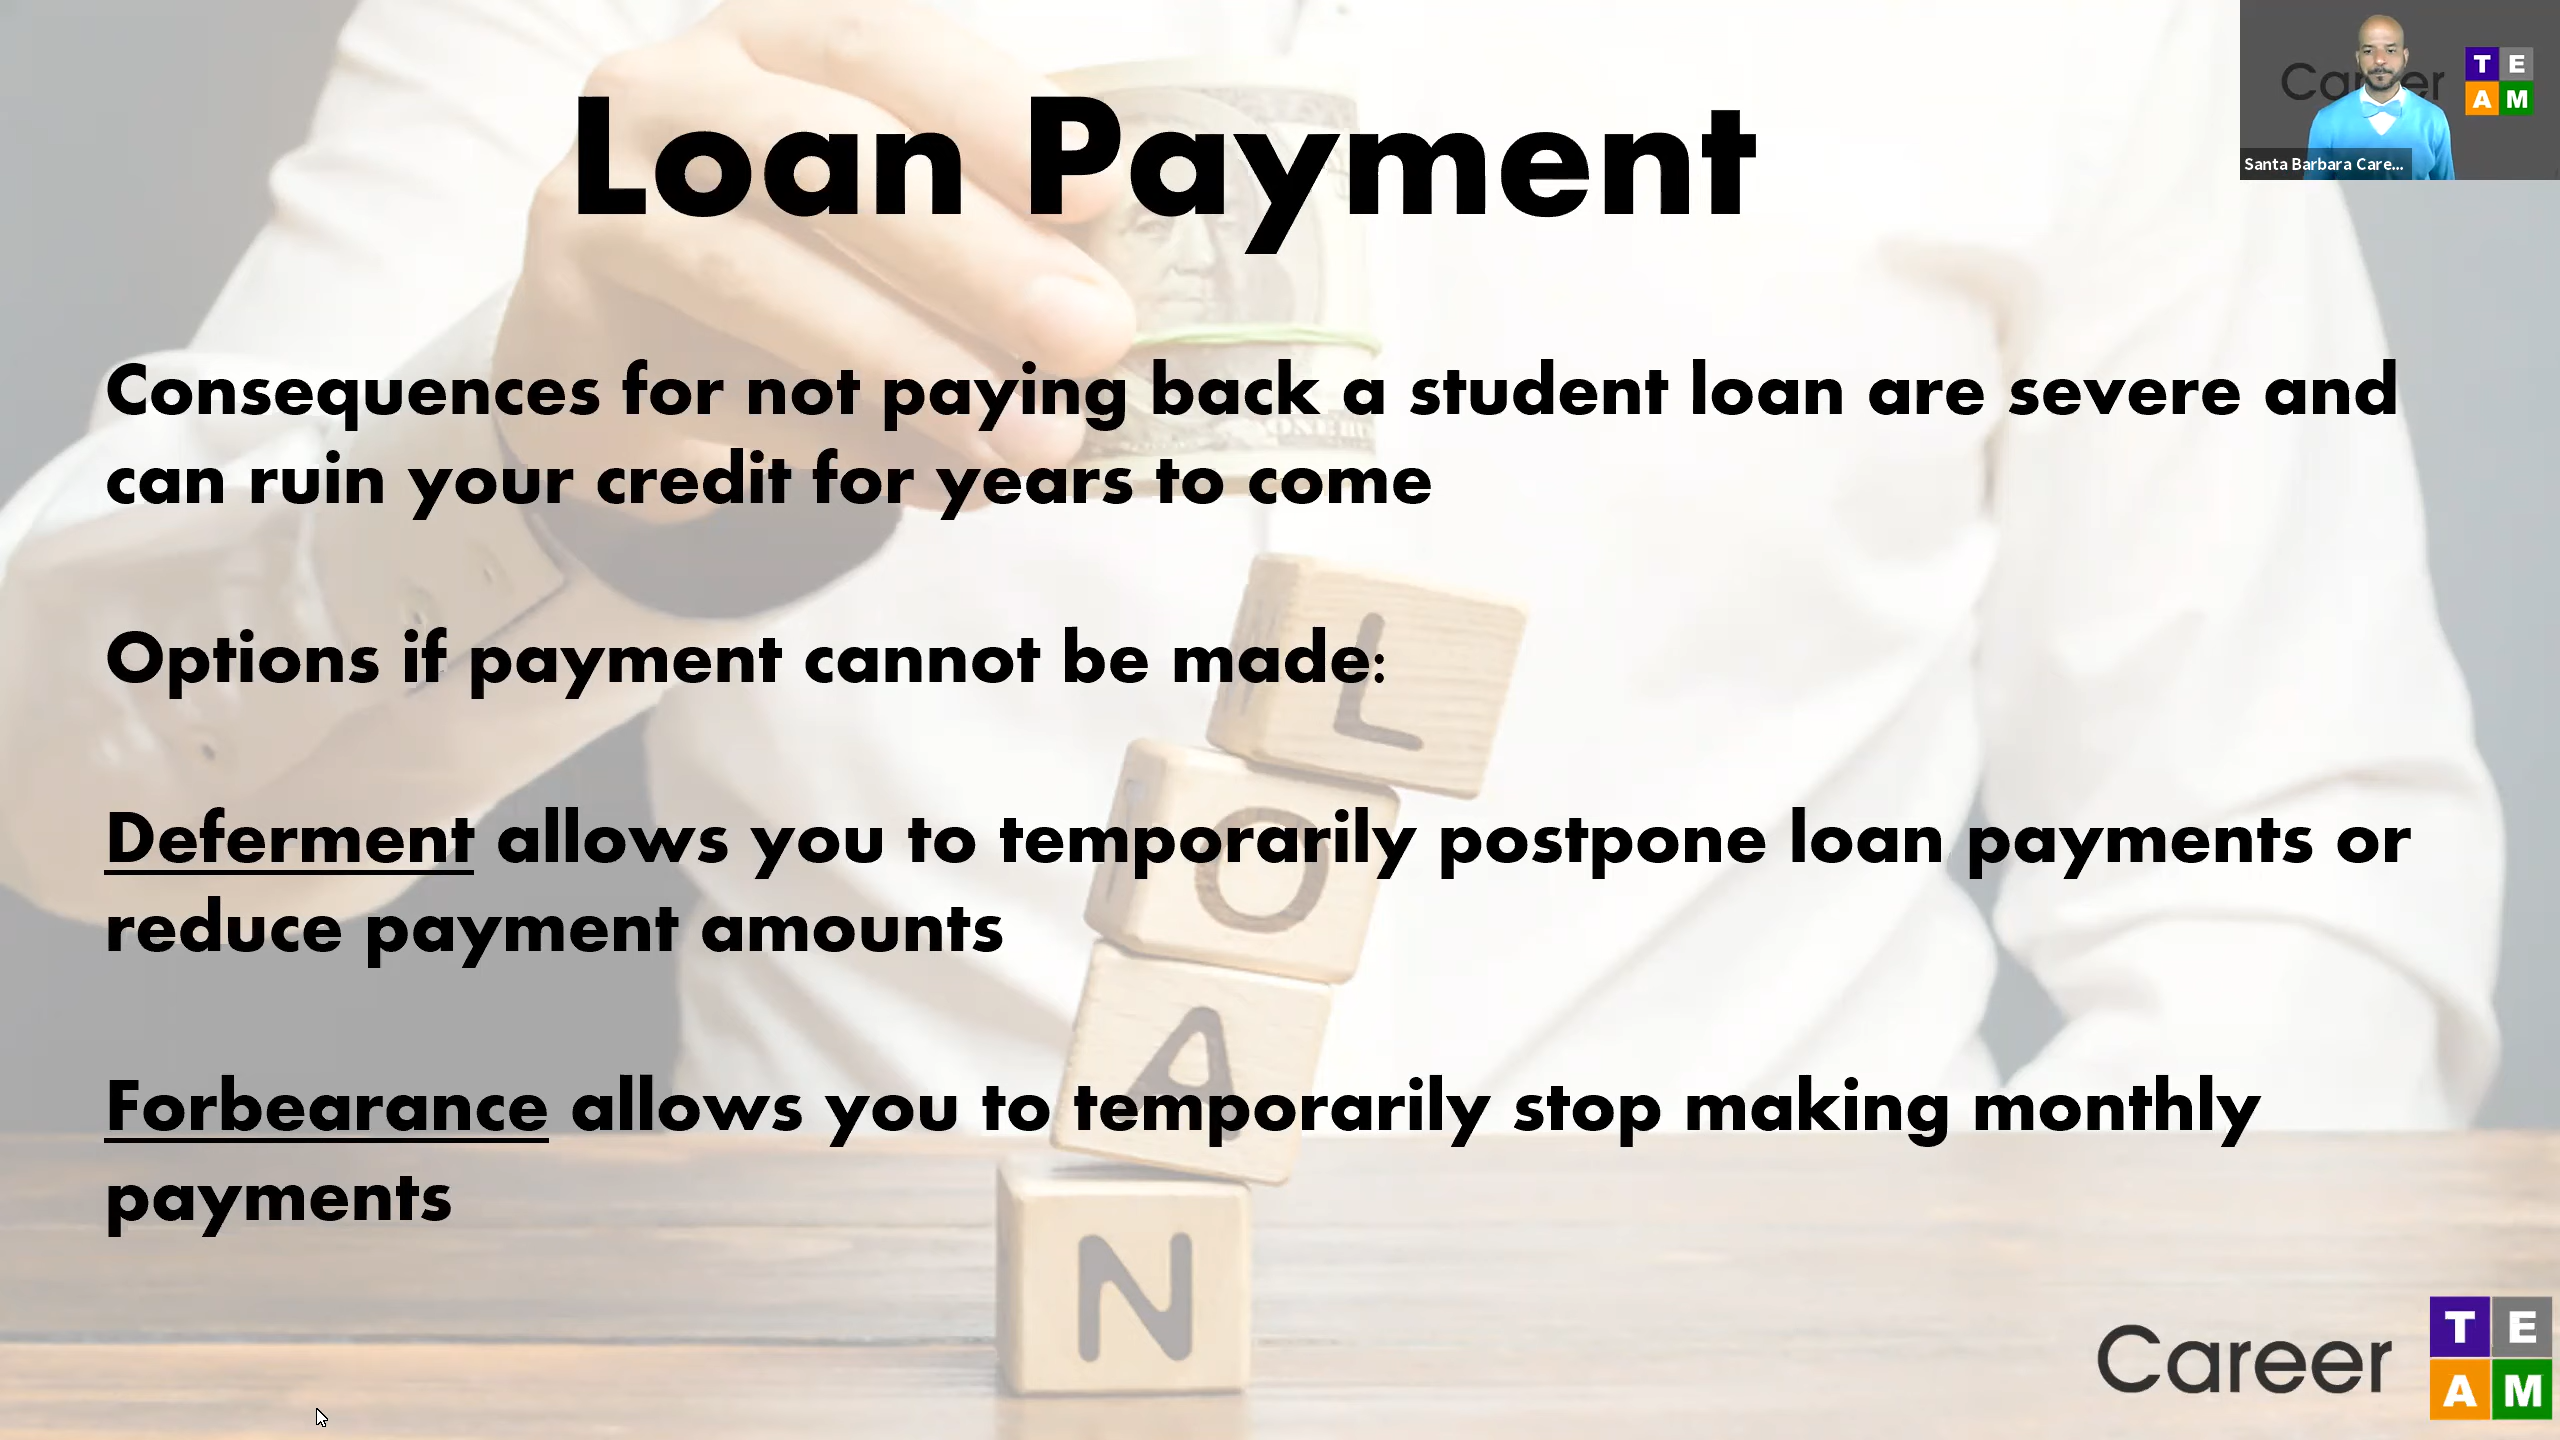 Loan Payment
Career
T E
A M
Santa Barbara Care...
Consequences for not paying back a student loan are severe and
can ruin your credit for years to come
Options if payment cannot be made:
Deferment allows you to temporarily postpone loan payments or
reduce payment amounts
Forbearance allows you to temporarily stop making monthly
payments
L
O
A
N
Career
T E
A M